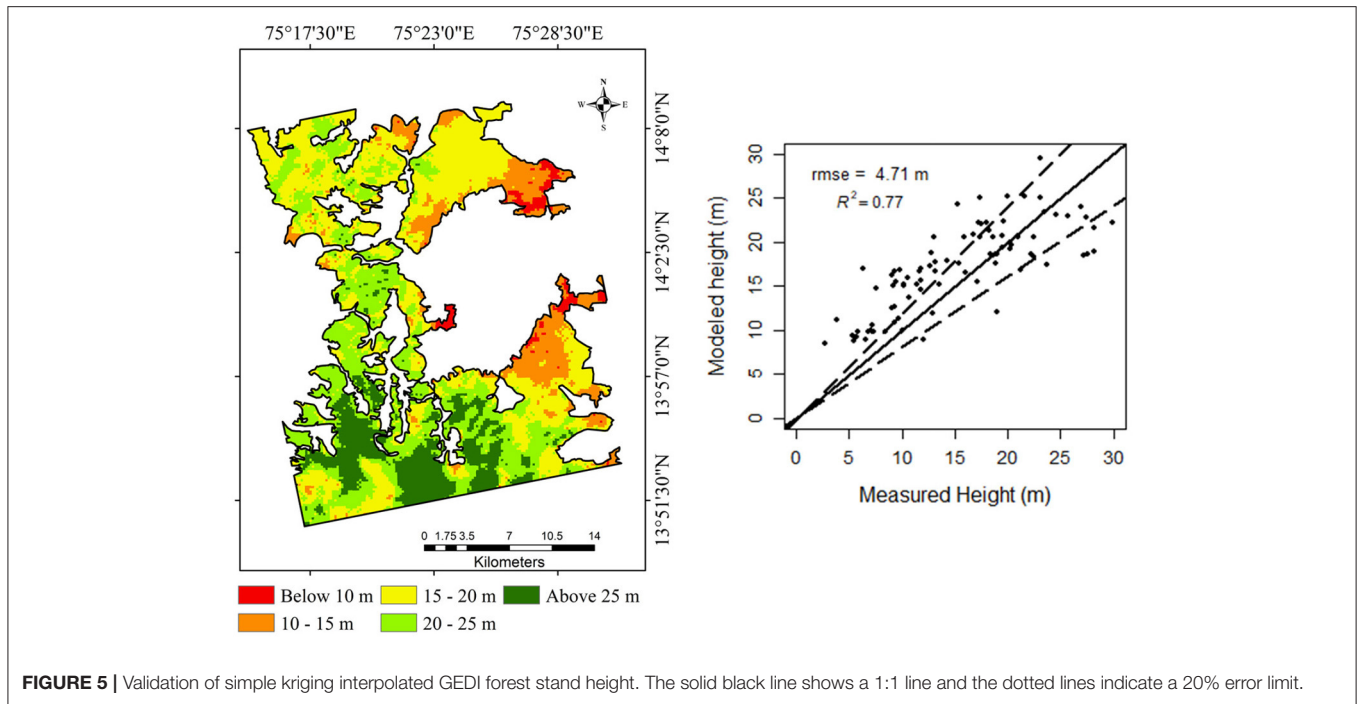 75°17'30"E 75°23'0"E 75°28'30"E
N
W E
S
14°8'0"N
14°2'30"N
13°57'0"N
13°51'30"N
0 1.75 3.5 7 10.5 14
Kilometers
Below 10 m 15 - 20 m Above 25 m
10 - 15 m 20 - 25 m
rmse = 4.71 m
R²=0.77
Modeled height (m)
30
25
20
15
10
5
0
0 5 10 15 20 25 30
Measured Height (m)
FIGURE 5 | Validation of simple kriging interpolated GEDI forest stand height. The solid black line shows a 1:1 line and the dotted lines indicate a 20% error limit.